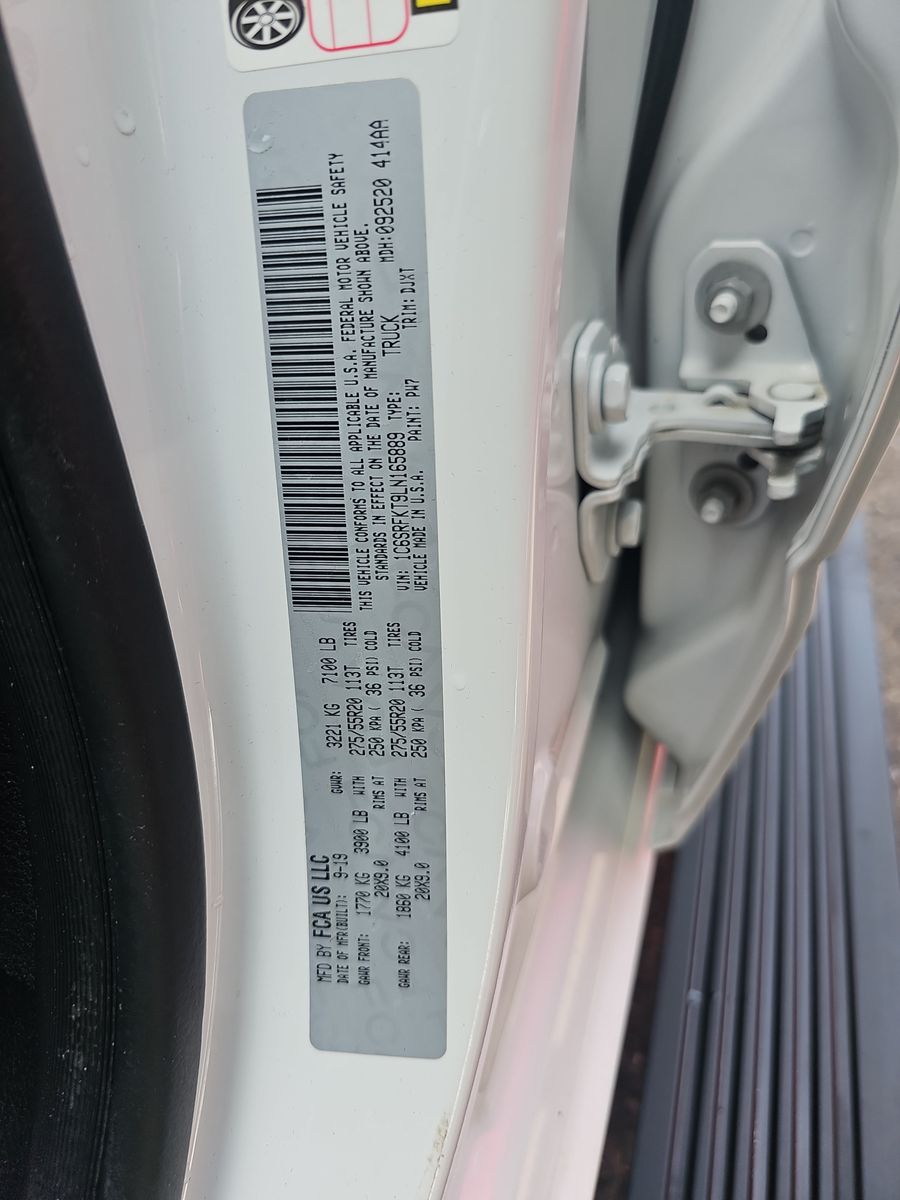 MFD BY FCA US LLC
DATE OF MFR(BUILT): 9-19 GVWR: 3221 KG 7100 LB
GAWR FRONT: 1770 KG 3900 LB WITH 275/55R20 113T TIRES
20X9.0 RIMS AT 250 KPA ( 36 PSI) COLD
GAWR REAR: 1860 KG 4100 LB WITH 275/55R20 113T TIRES
20X9.0 RIMS AT 250 KPA ( 36 PSI) COLD
THIS VEHICLE CONFORMS TO ALL APPLICABLE U.S.A. FEDERAL MOTOR VEHICLE SAFETY
STANDARDS IN EFFECT ON THE DATE OF MANUFACTURE SHOWN ABOVE.
VIN: 1C6SRFKT9LN165889 TYPE: TRUCK MDH:092520 414AA
VEHICLE MADE IN U.S.A. PAINT: PW7 TRIM: DJXT